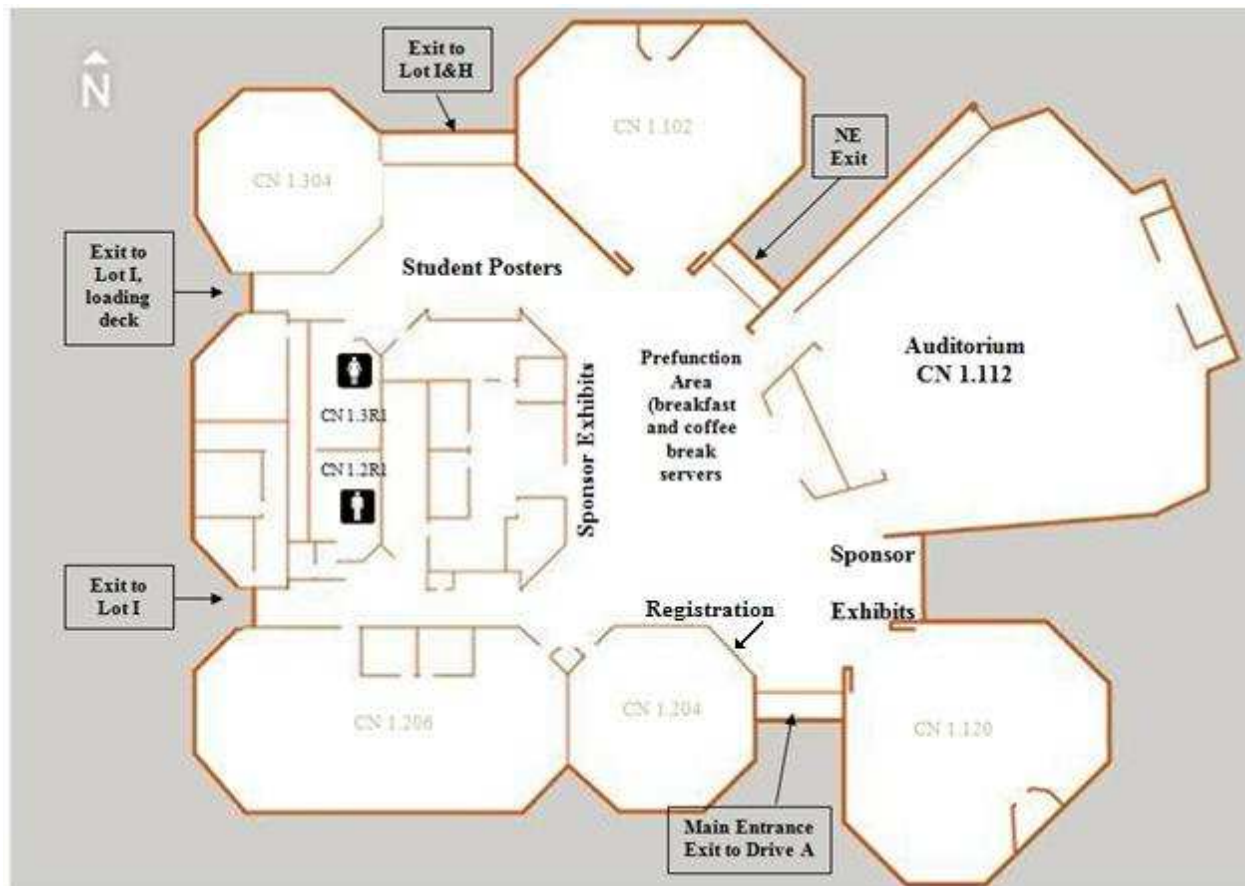 N
Exit to
Lot I&H
CN 1.102
NE
Exit
CN 1.304
Exit to
Lot I,
loading
deck
Student Posters
Auditorium
CN 1.112
Prefunction
Area
(breakfast
and coffee
break
servers
Sponsor Exhibits
CN 1.3R1
CN 1.2R1
Sponsor
Exhibits
Exit to
Lot I
Registration
CN 1.206
CN 1.204
CN 1.120
Main Entrance
Exit to Drive A